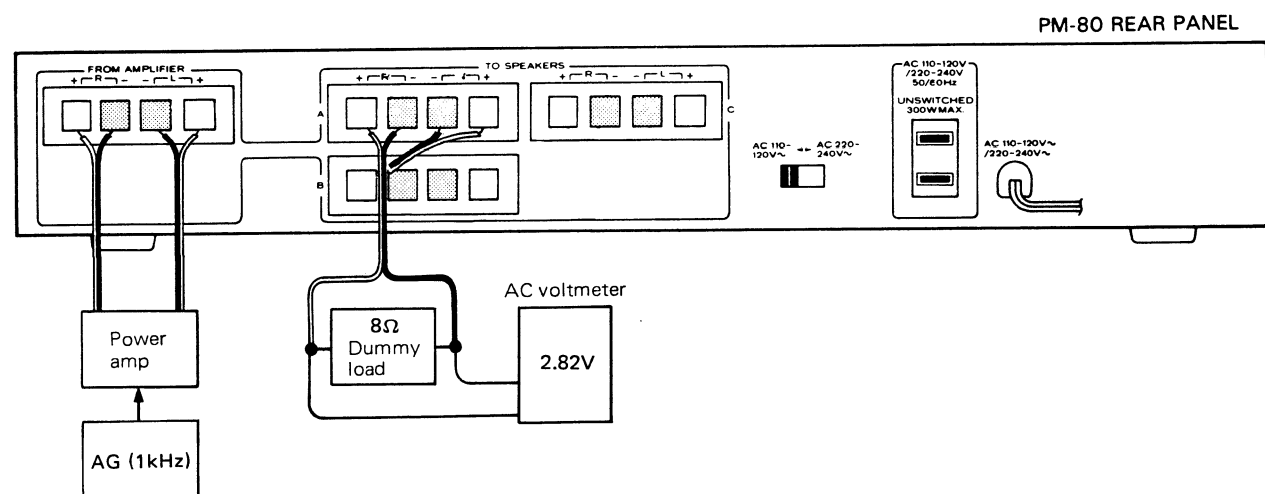 PM-80 REAR PANEL
FROM AMPLIFIER
+ R - - L +
TO SPEAKERS
+ R - - +
+ R - - L +
A
B
C
AC 110-120V
/220-240V
50/60Hz
UNSWITCHED
300W MAX.
AC 110-
120V～
↔
AC 220-
240V～
AC 110-120V～
/220-240V～
Power
amp
AG (1kHz)
8Ω
Dummy
load
AC voltmeter
2.82V